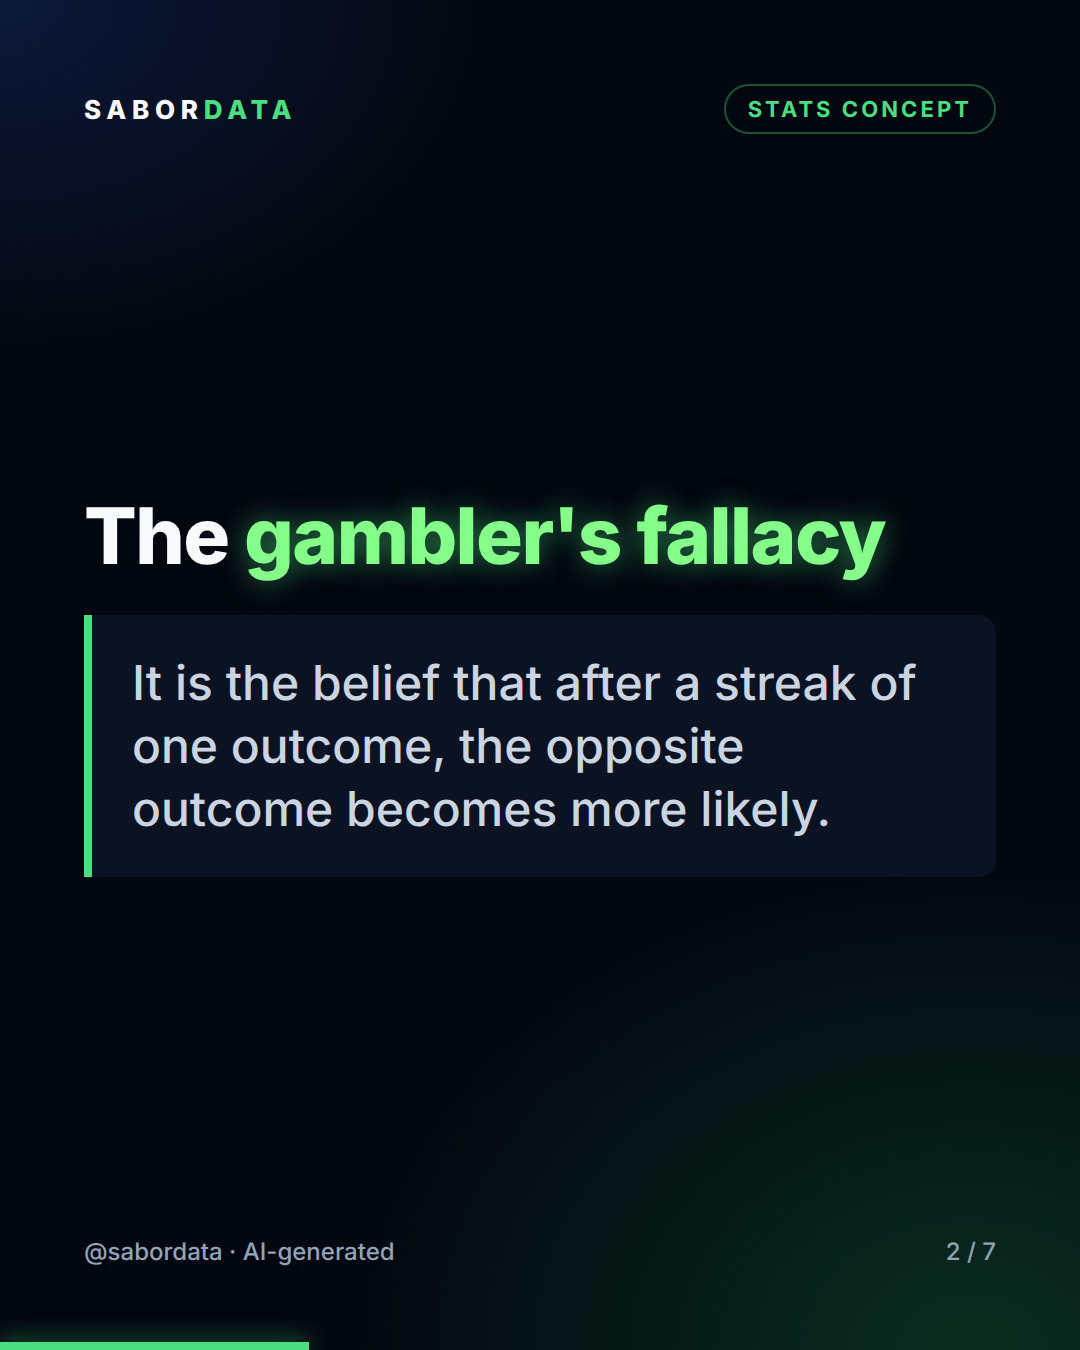 SABORDATA
STATS CONCEPT
The gambler's fallacy
It is the belief that after a streak of
one outcome, the opposite
outcome becomes more likely.
@sabordata · AI-generated
2 / 7